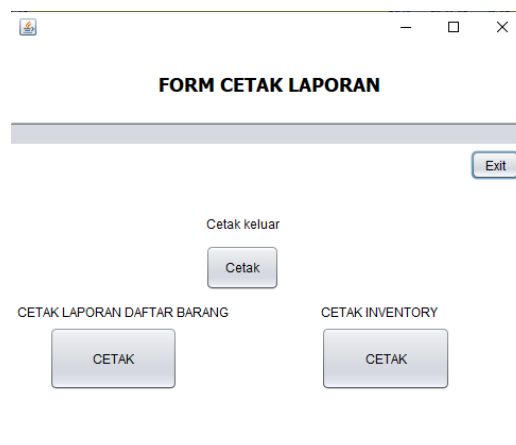 FORM CETAK LAPORAN
Exit
Cetak keluar
Cetak
CETAK LAPORAN DAFTAR BARANG
CETAK INVENTORY
CETAK
CETAK